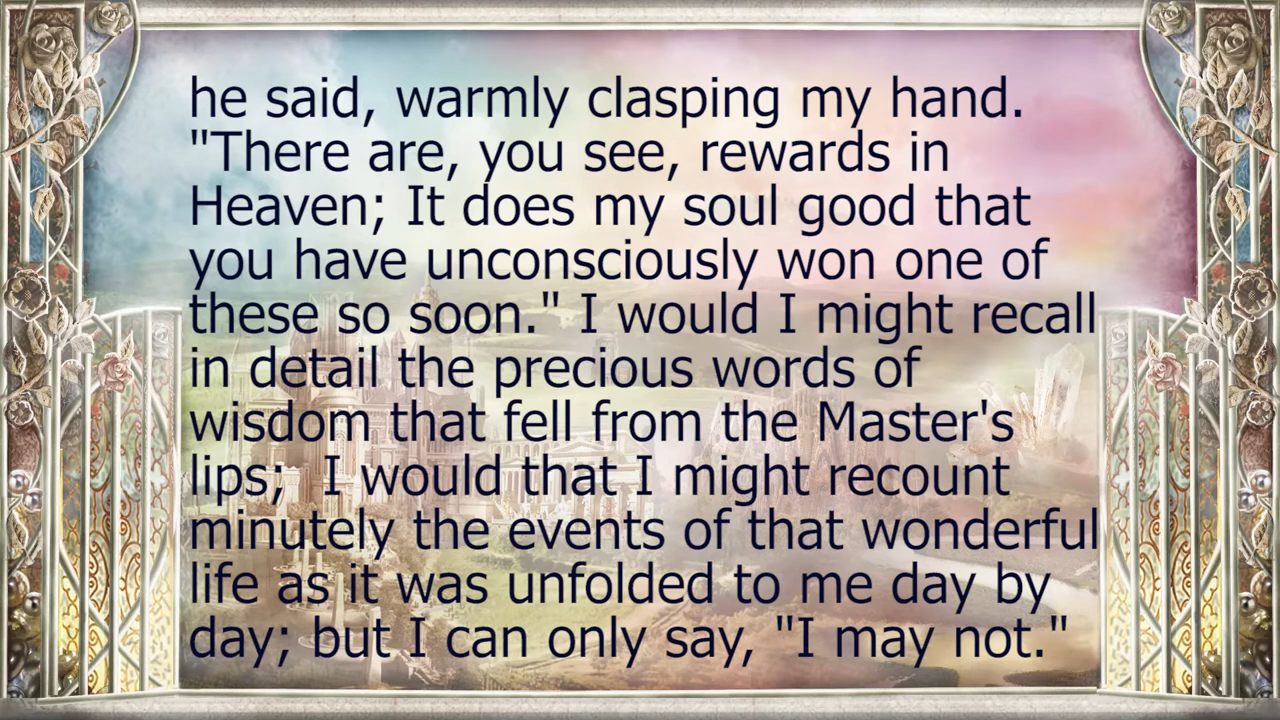 he said, warmly clasping my hand.
"There are, you see, rewards in
Heaven; It does my soul good that
you have unconsciously won one of
these so soon." I would I might recall
in detail the precious words of
wisdom that fell from the Master's
lips;  I would that I might recount
minutely the events of that wonderful
life as it was unfolded to me day by
day; but I can only say, "I may not."